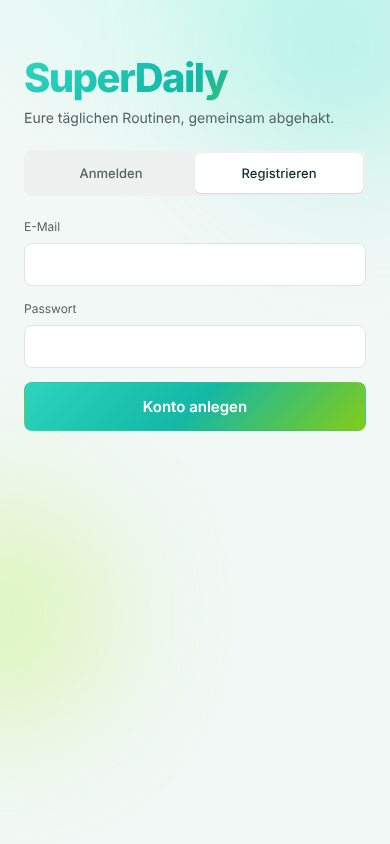 SuperDaily
Eure täglichen Routinen, gemeinsam abgehakt.
Anmelden
Registrieren
E-Mail
Passwort
Konto anlegen